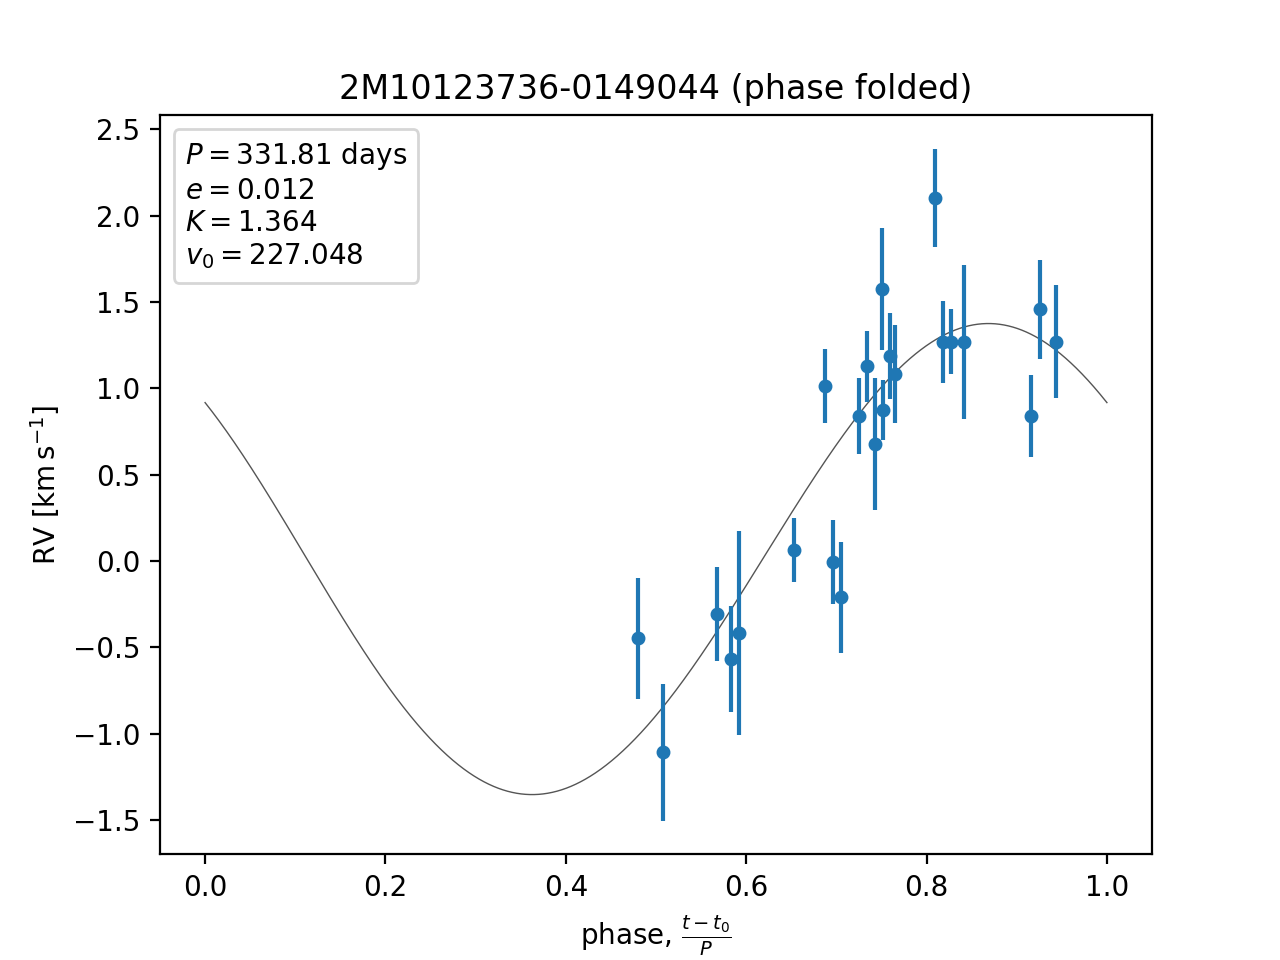 2M10123736-0149044 (phase folded)
P = 331.81 days
e = 0.012
K = 1.364
v₀ = 227.048
2.5
2.0
1.5
1.0
0.5
0.0
−0.5
−1.0
−1.5
RV [km s⁻¹]
0.0 0.2 0.4 0.6 0.8 1.0
phase, (t − t₀)/P